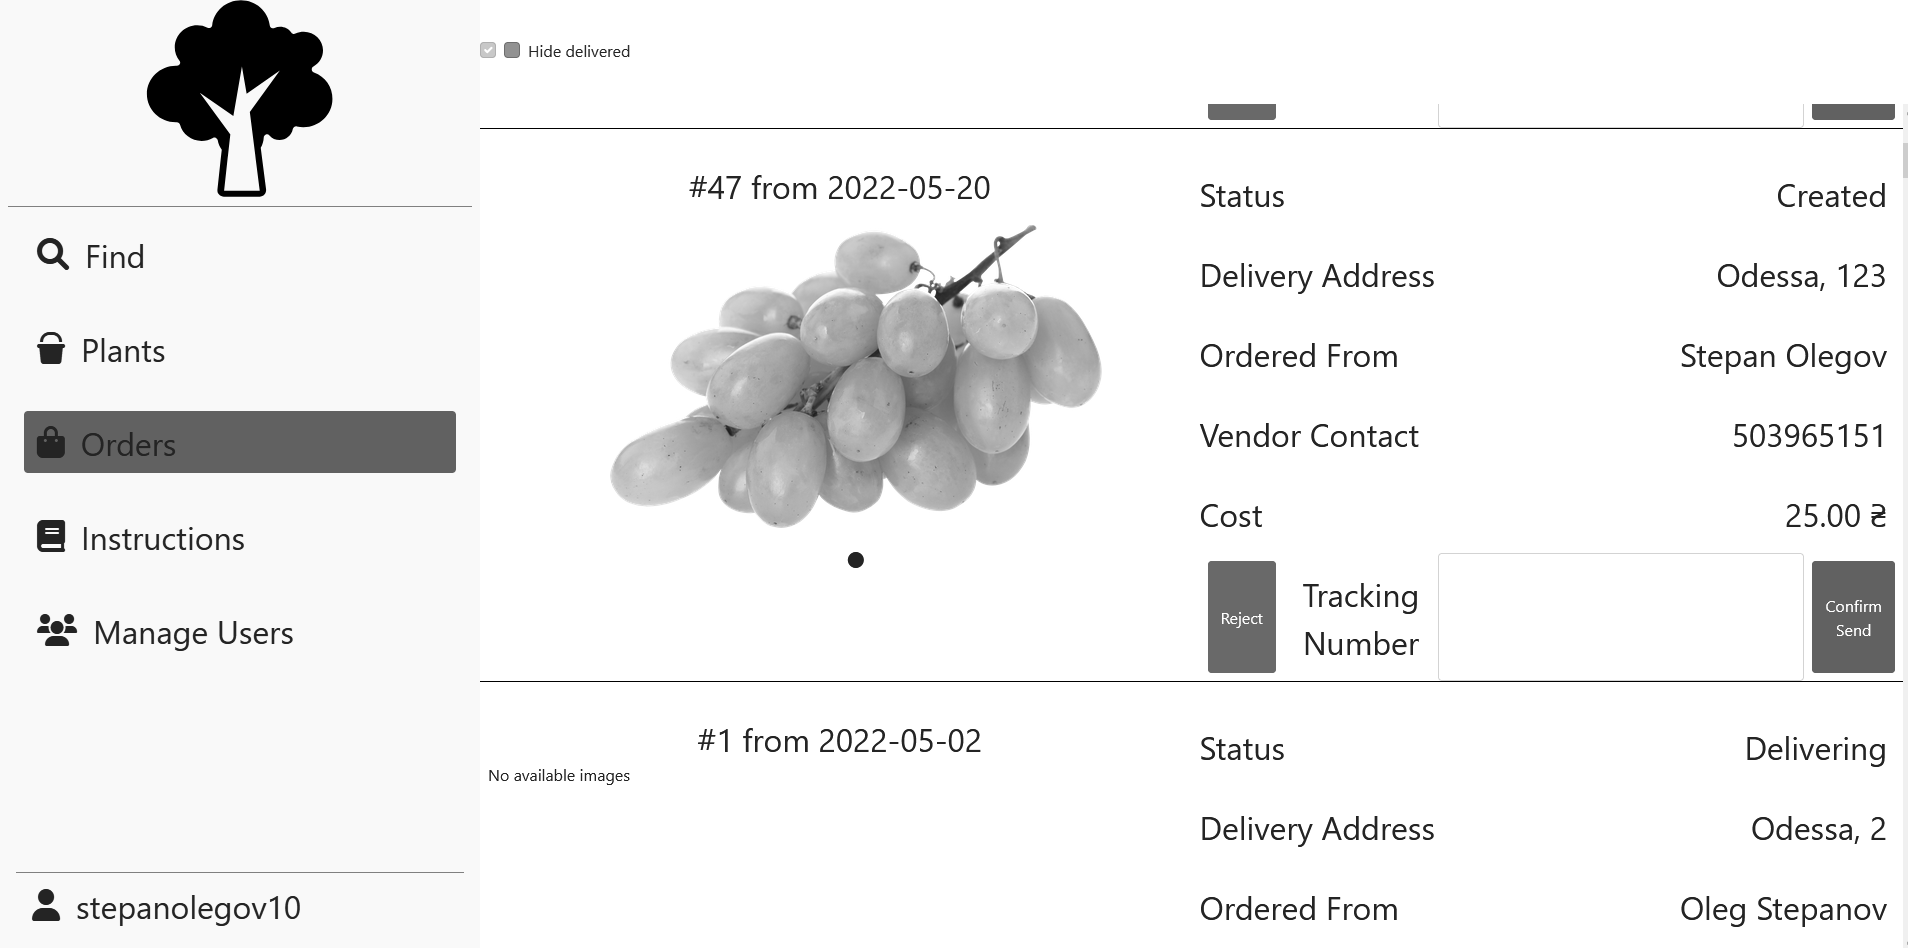 Hide delivered
Find
Plants
Orders
Instructions
Manage Users
stepanolegov10
#47 from 2022-05-20
Status Created
Delivery Address Odessa, 123
Ordered From Stepan Olegov
Vendor Contact 503965151
Cost 25.00 ₴
Reject
Tracking
Number
Confirm
Send
#1 from 2022-05-02
No available images
Status Delivering
Delivery Address Odessa, 2
Ordered From Oleg Stepanov